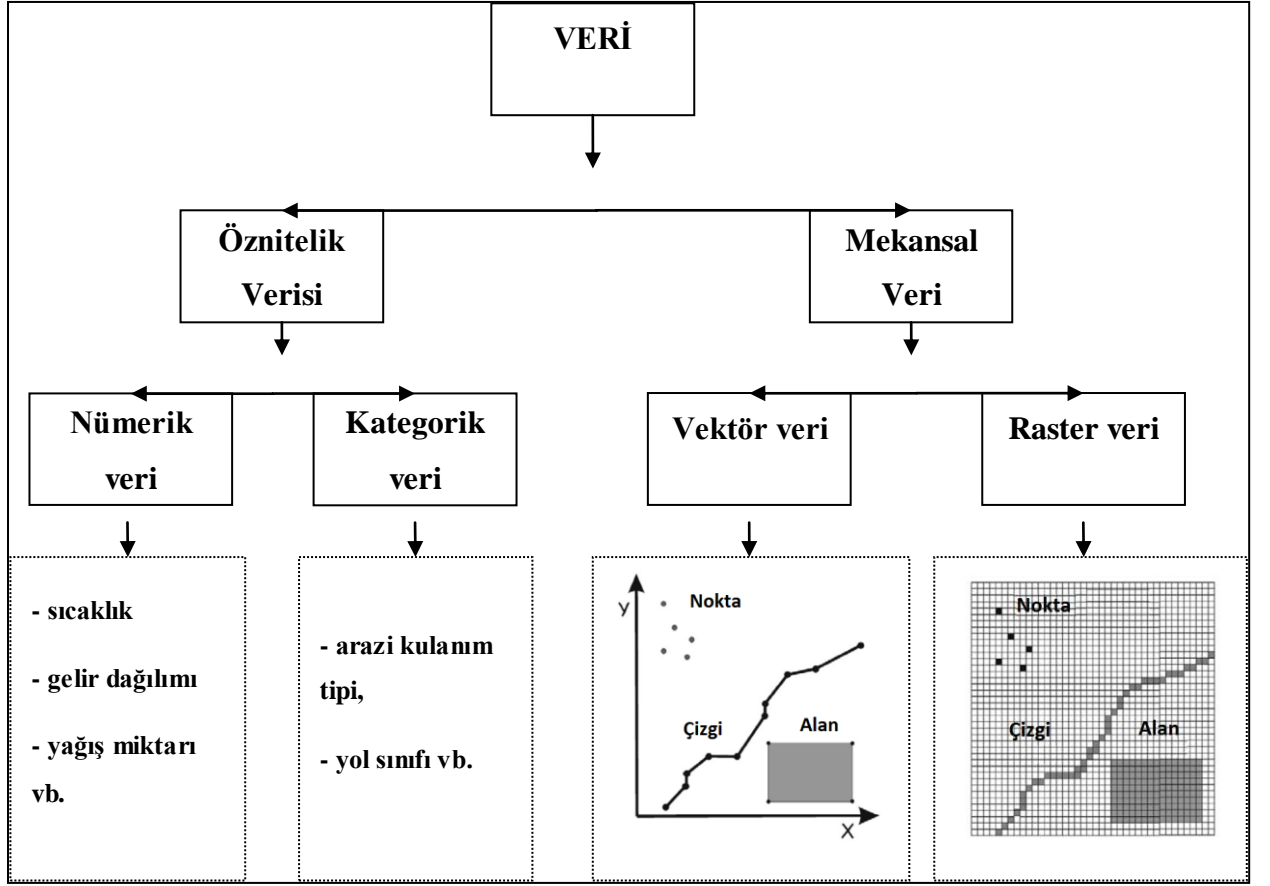 VERİ
Öznitelik
Verisi
Mekansal
Veri
Nümerik
veri
Kategorik
veri
Vektör veri
Raster veri
- sıcaklık
- gelir dağılımı
- yağış miktarı
vb.
- arazi kulanım
tipi,
- yol sınıfı vb.
Y
Nokta
Çizgi
Alan
X
Nokta
Çizgi
Alan